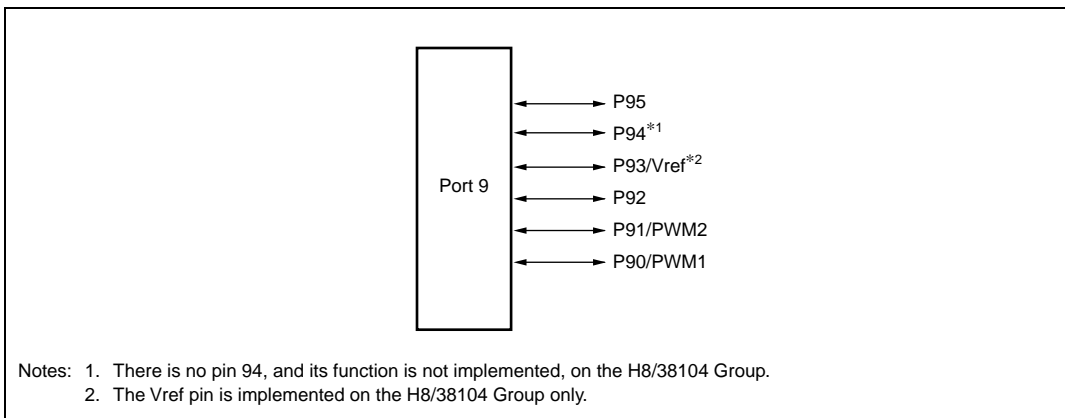 Port 9
P95
P94*1
P93/Vref*2
P92
P91/PWM2
P90/PWM1
Notes: 1. There is no pin 94, and its function is not implemented, on the H8/38104 Group.
2. The Vref pin is implemented on the H8/38104 Group only.